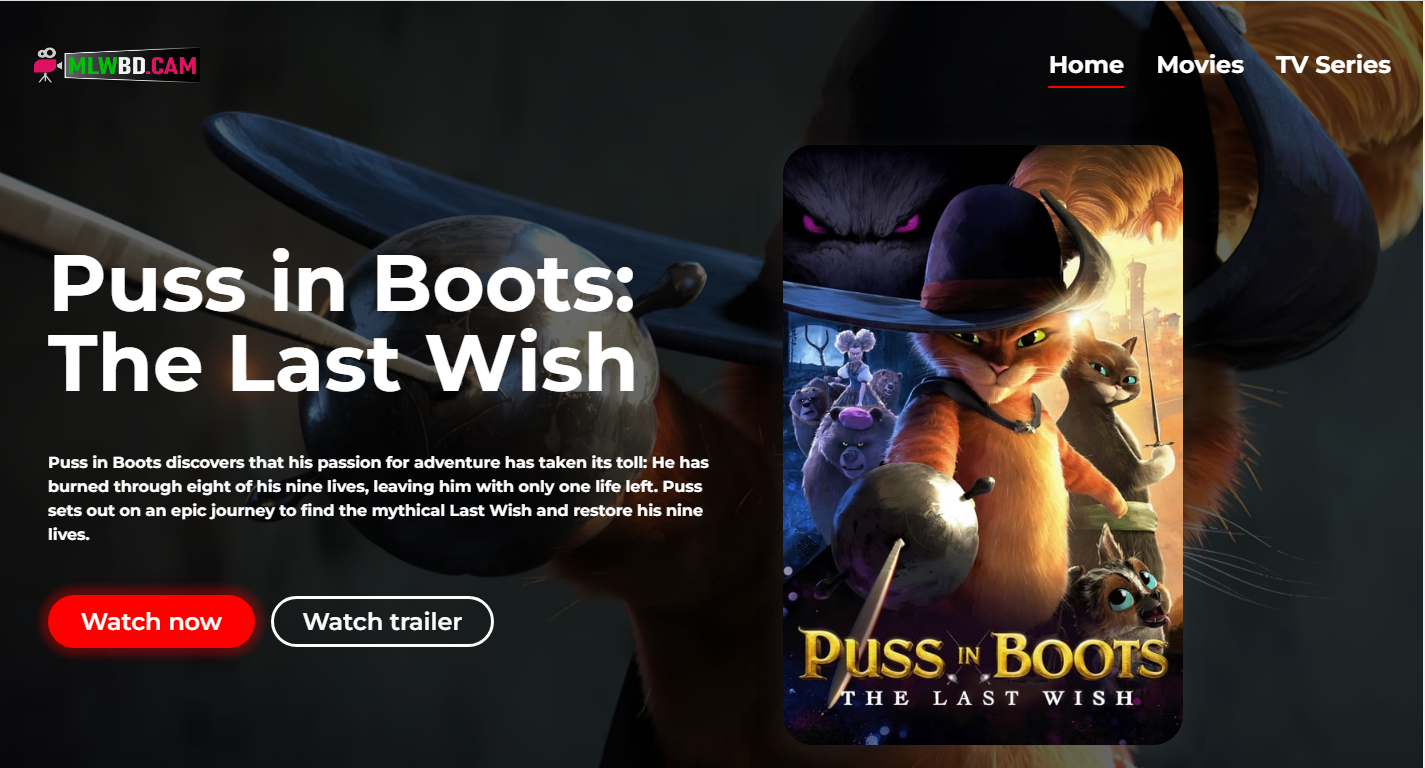 MLWBD.CAM
Home Movies TV Series
Puss in Boots:
The Last Wish
Puss in Boots discovers that his passion for adventure has taken its toll: He has
burned through eight of his nine lives, leaving him with only one life left. Puss
sets out on an epic journey to find the mythical Last Wish and restore his nine
lives.
Watch now Watch trailer
PUSS IN BOOTS
THE LAST WISH